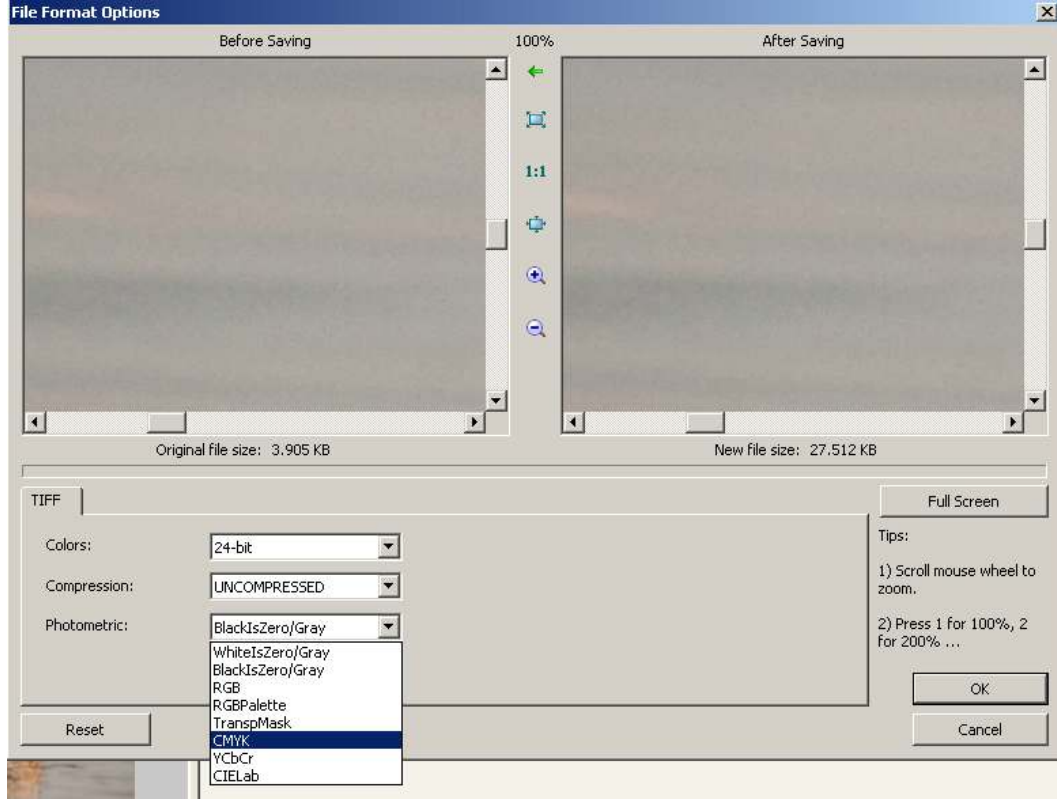 File Format Options
Before Saving
100%
After Saving
1:1
Original file size: 3.905 KB
New file size: 27.512 KB
TIFF
Full Screen
Colors:
24-bit
Tips:
1) Scroll mouse wheel to
zoom.
Compression:
UNCOMPRESSED
2) Press 1 for 100%, 2
for 200% ...
Photometric:
BlackIsZero/Gray
WhiteIsZero/Gray
BlackIsZero/Gray
RGB
RGBPalette
TranspMask
CMYK
YCbCr
CIELab
OK
Reset
Cancel